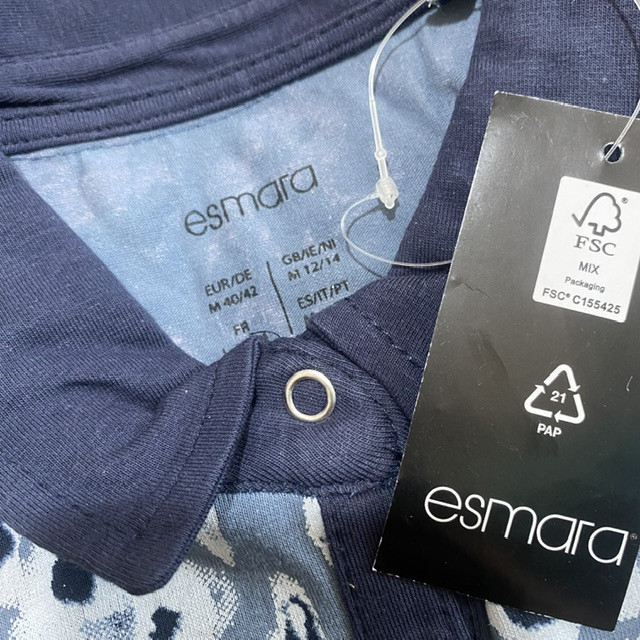 esmara
EUR/DE
M 40/42
GB/IE/NI
M 12/14
FR
ES/IT/PT
FSC
MIX
Packaging
FSC® C155425
21
PAP
esmara